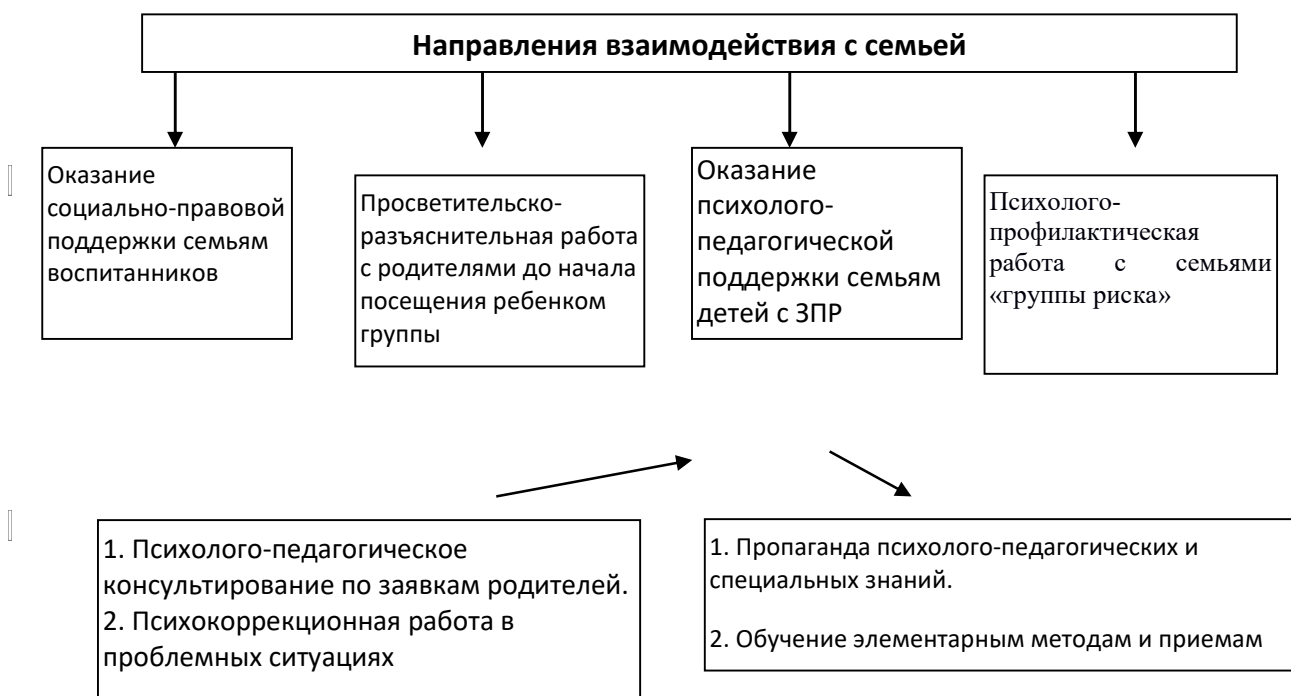 Направления взаимодействия с семьей
Оказание
социально-правовой
поддержки семьям
воспитанников
Просветительско-
разъяснительная работа
с родителями до начала
посещения ребенком
группы
Оказание
психолого-
педагогической
поддержки семьям
детей с ЗПР
Психолого-
профилактическая
работа с семьями
«группы риска»
1. Психолого-педагогическое
консультирование по заявкам родителей.
2. Психокоррекционная работа в
проблемных ситуациях
1. Пропаганда психолого-педагогических и
специальных знаний.
2. Обучение элементарным методам и приемам